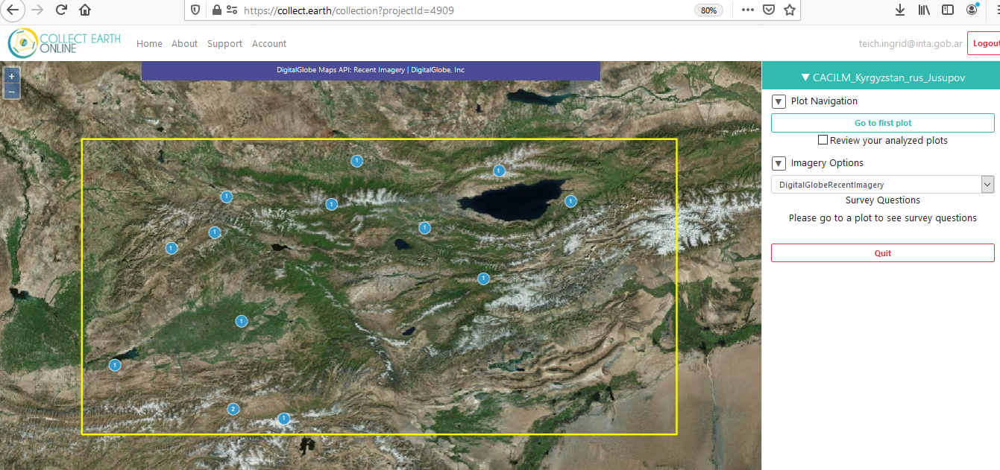 https://collect.earth/collection?projectId=4909
80%
COLLECT EARTH
ONLINE
Home About Support Account
teich.ingrid@inta.gob.ar
Logout
+
−
DigitalGlobe Maps API: Recent Imagery | DigitalGlobe, Inc
▼ CACILM_Kyrgyzstan_rus_Jusupov
▼ Plot Navigation
Go to first plot
Review your analyzed plots
▼ Imagery Options
DigitalGlobeRecentImagery
Survey Questions
Please go to a plot to see survey questions
Quit
1
1
1
1
1
1
1
1
1
1
1
2
1